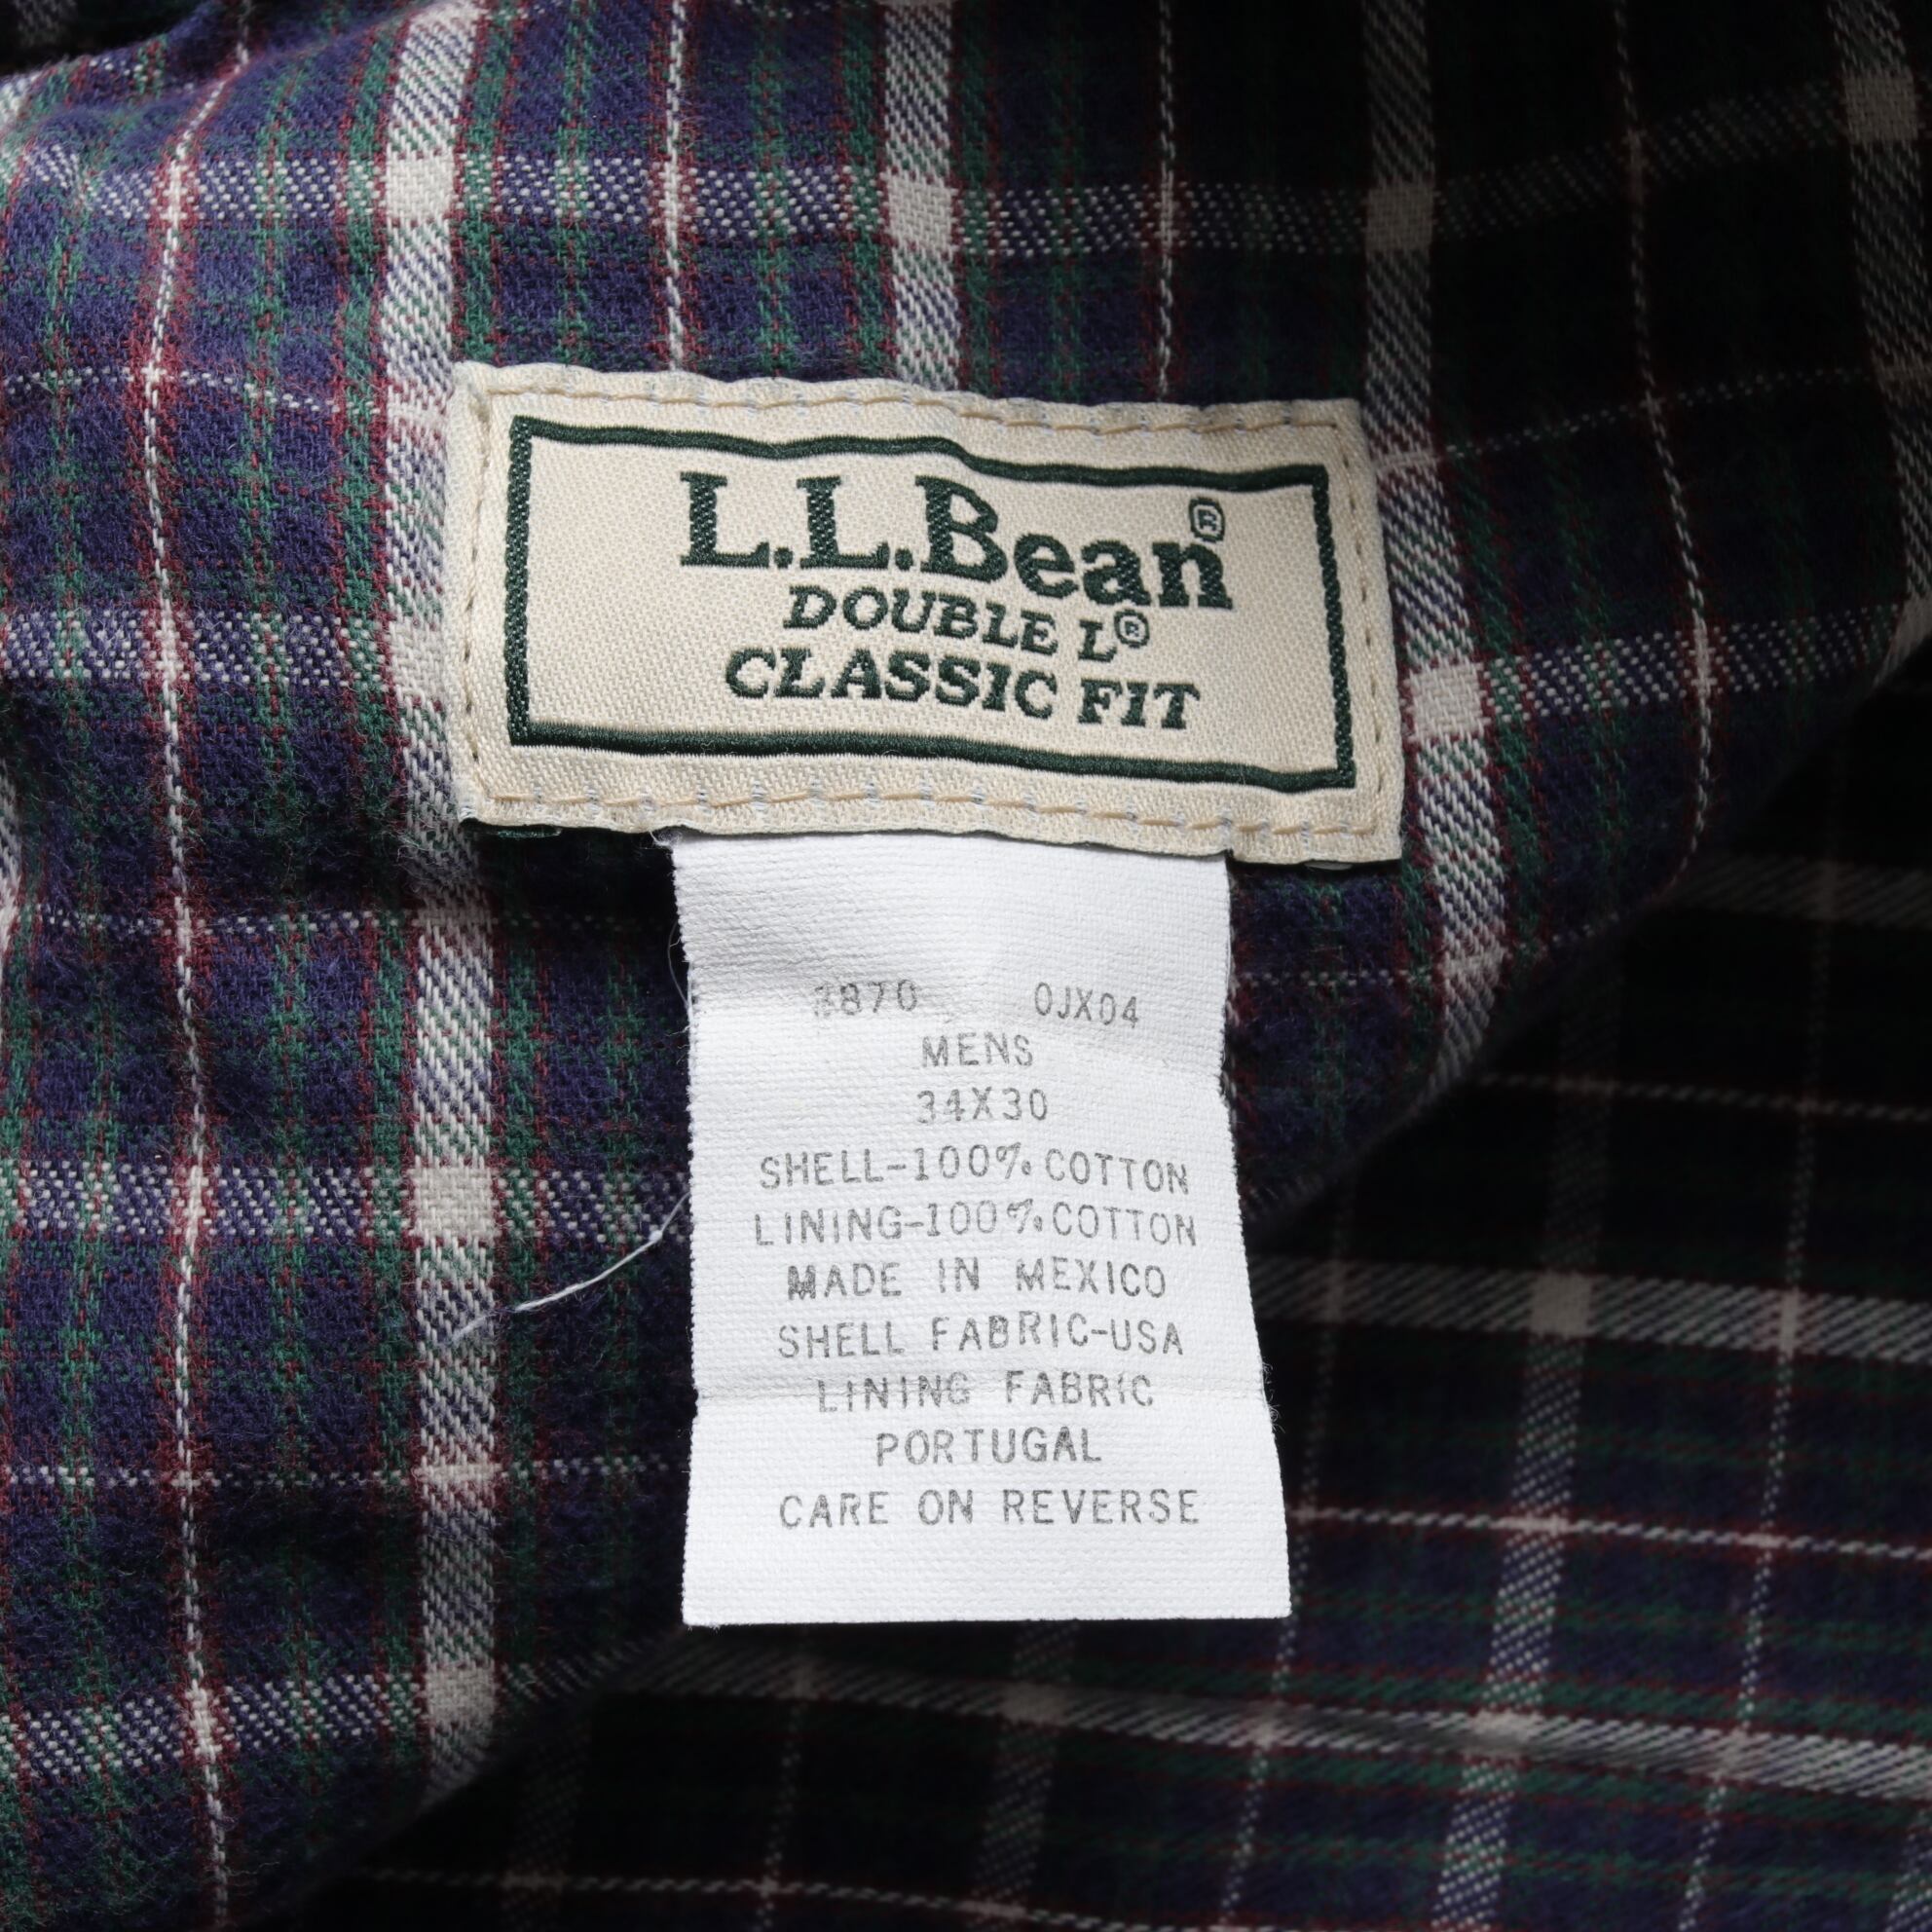 L.L.Bean®
DOUBLE L®
CLASSIC FIT
0JX04
MENS
34X30
SHELL-100% COTTON
LINING-100% COTTON
MADE IN MEXICO
SHELL FABRIC-USA
LINING FABRIC
PORTUGAL
CARE ON REVERSE